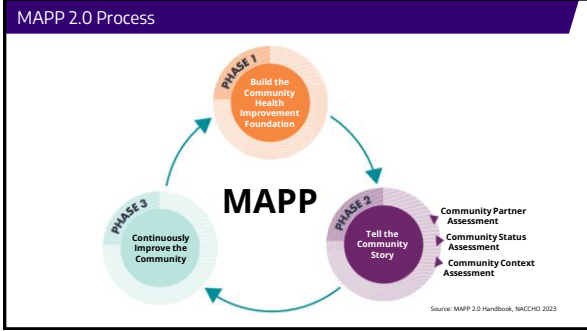 MAPP 2.0 Process
PHASE 1
Build the
Community
Health
Improvement
Foundation
MAPP
PHASE 2
Tell the
Community
Story
Community Partner
Assessment
Community Status
Assessment
Community Context
Assessment
PHASE 3
Continuously
Improve the
Community
Source: MAPP 2.0 Handbook, NACCHO 2023